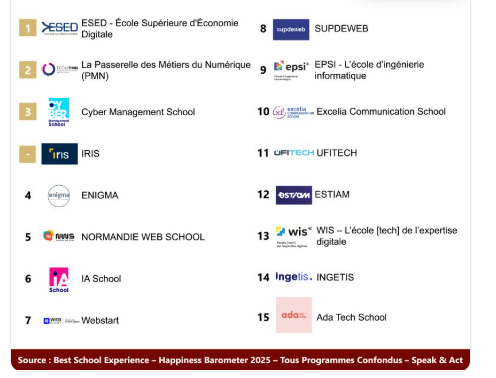 1 ESED ESED - École Supérieure d'Économie
Digitale
2 La Passerelle des Métiers du Numérique
(PMN)
3 CYBER Management School Cyber Management School
- iris IRIS
4 enigma ENIGMA
5 NWS NORMANDIE WEB SCHOOL
6 IA School IA School
7 WEB Webstart
8 supdeweb SUPDEWEB
9 epsi EPSI - L'école d'ingénierie
informatique
10 excelia Excelia Communication School
11 UFITECH UFITECH
12 ESTIAM ESTIAM
13 wis WIS – L'école [tech] de l'expertise
digitale
14 ingetis. INGETIS
15 ada Ada Tech School
Source : Best School Experience – Happiness Barometer 2025 – Tous Programmes Confondus – Speak & Act